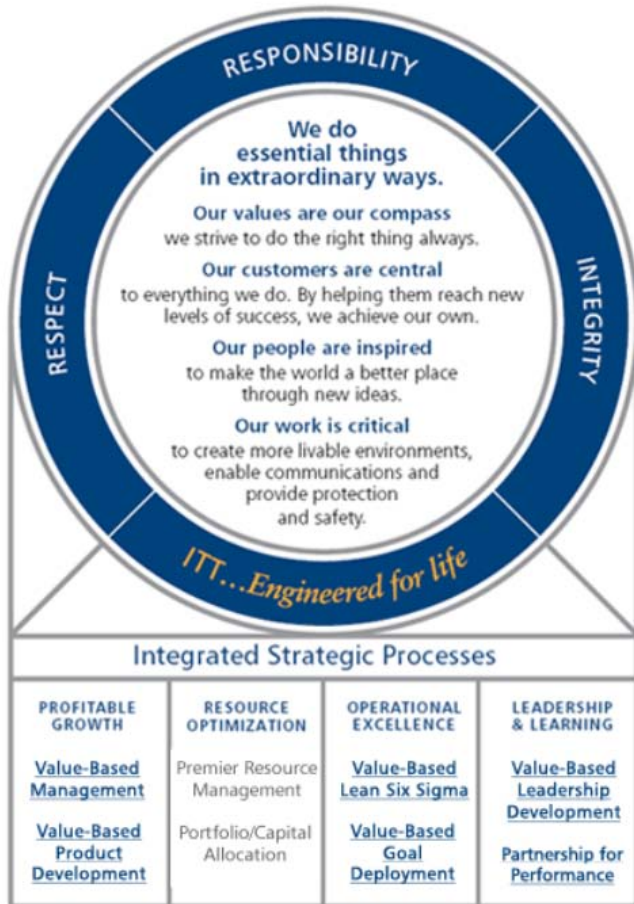 RESPONSIBILITY
RESPECT
INTEGRITY
We do
essential things
in extraordinary ways.
Our values are our compass
we strive to do the right thing always.
Our customers are central
to everything we do. By helping them reach new
levels of success, we achieve our own.
Our people are inspired
to make the world a better place
through new ideas.
Our work is critical
to create more livable environments,
enable communications and
provide protection
and safety.
ITT...Engineered for life
Integrated Strategic Processes
PROFITABLE
GROWTH
Value-Based
Management
Value-Based
Product
Development
RESOURCE
OPTIMIZATION
Premier Resource
Management
Portfolio/Capital
Allocation
OPERATIONAL
EXCELLENCE
Value-Based
Lean Six Sigma
Value-Based
Goal
Deployment
LEADERSHIP
& LEARNING
Value-Based
Leadership
Development
Partnership for
Performance